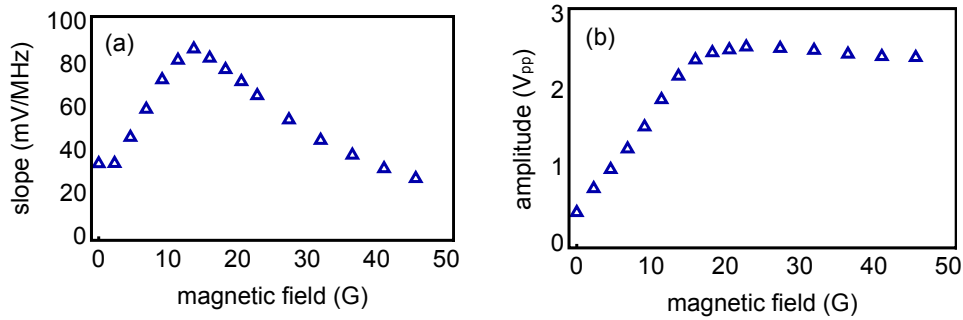 (a)
slope (mV/MHz)
100
80
60
40
20
0
0 10 20 30 40 50
magnetic field (G)
(b)
amplitude (Vpp)
3
2
1
0
0 10 20 30 40 50
magnetic field (G)